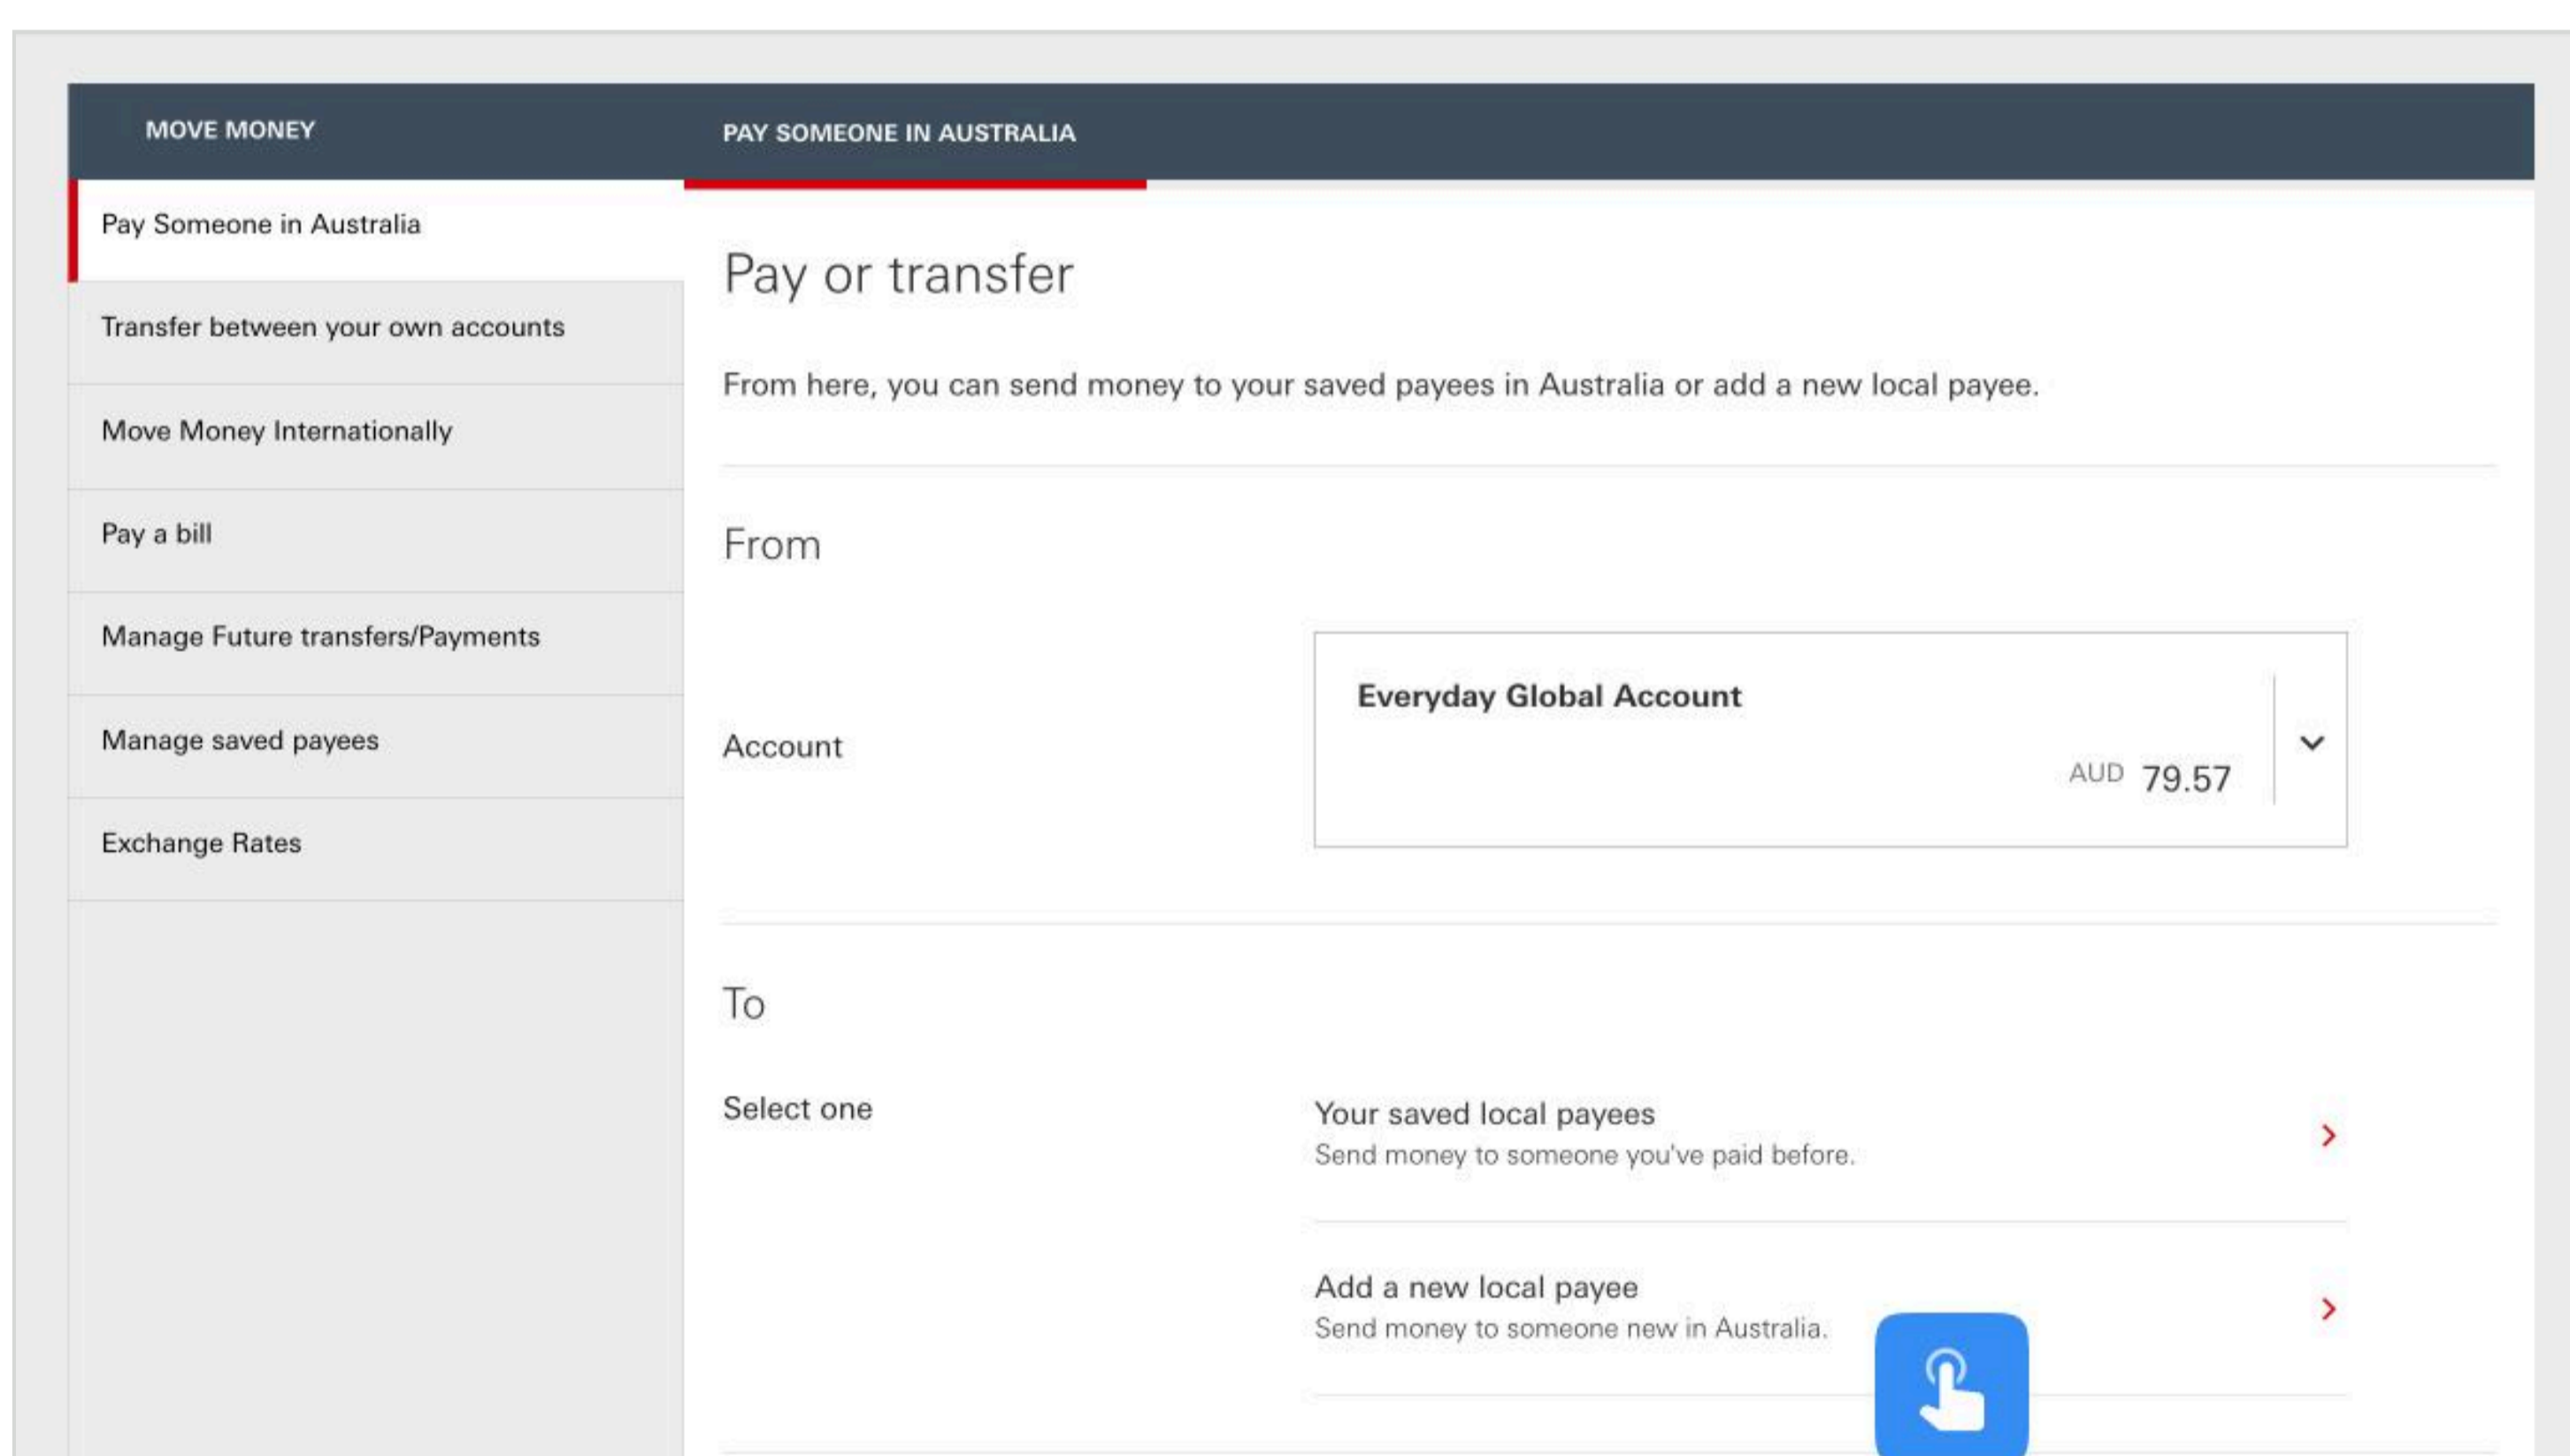 MOVE MONEY
PAY SOMEONE IN AUSTRALIA
Pay Someone in Australia
Transfer between your own accounts
Move Money Internationally
Pay a bill
Manage Future transfers/Payments
Manage saved payees
Exchange Rates
Pay or transfer
From here, you can send money to your saved payees in Australia or add a new local payee.
From
Account
Everyday Global Account
AUD 79.57
To
Select one
Your saved local payees
Send money to someone you've paid before.
Add a new local payee
Send money to someone new in Australia.